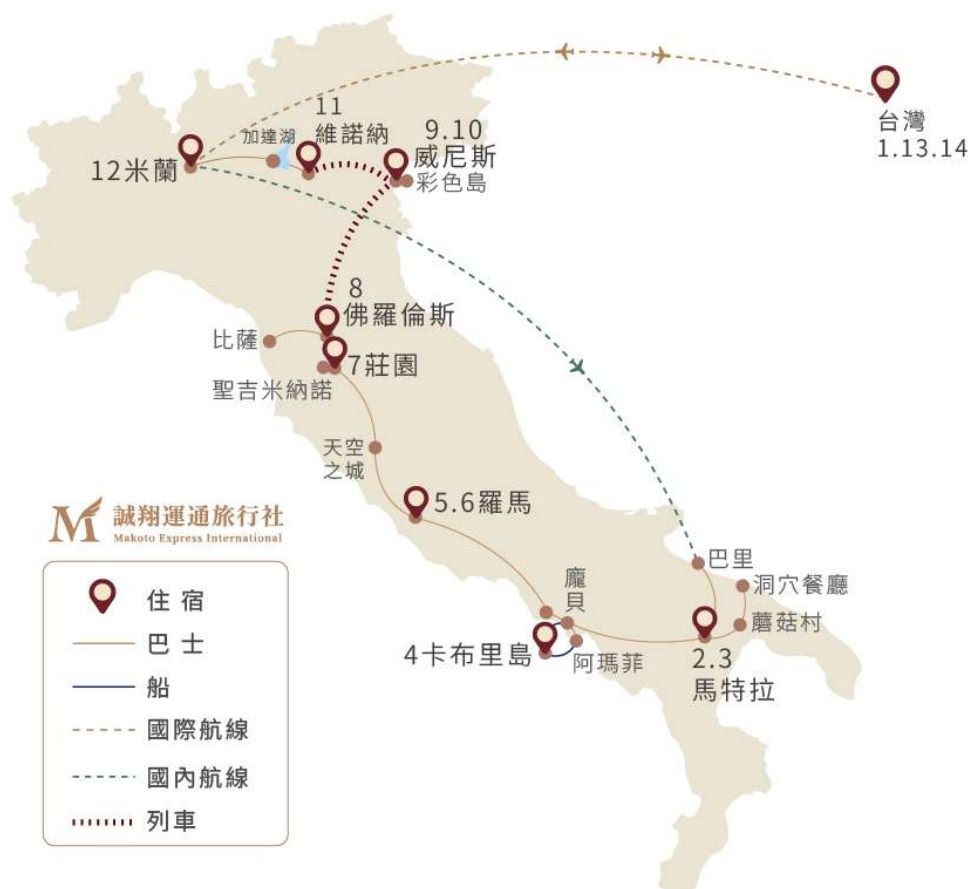 台灣
1.13.14
11
維諾納
加達湖
9.10
威尼斯
彩色島
12米蘭
8
佛羅倫斯
比薩
7莊園
聖吉米納諾
天空
之城
5.6羅馬
巴里
洞穴餐廳
蘑菇村
龐
貝
4卡布里島
阿瑪菲
2.3
馬特拉
M 誠翔運通旅行社
Makoto Express International
住宿
巴士
船
國際航線
國內航線
列車